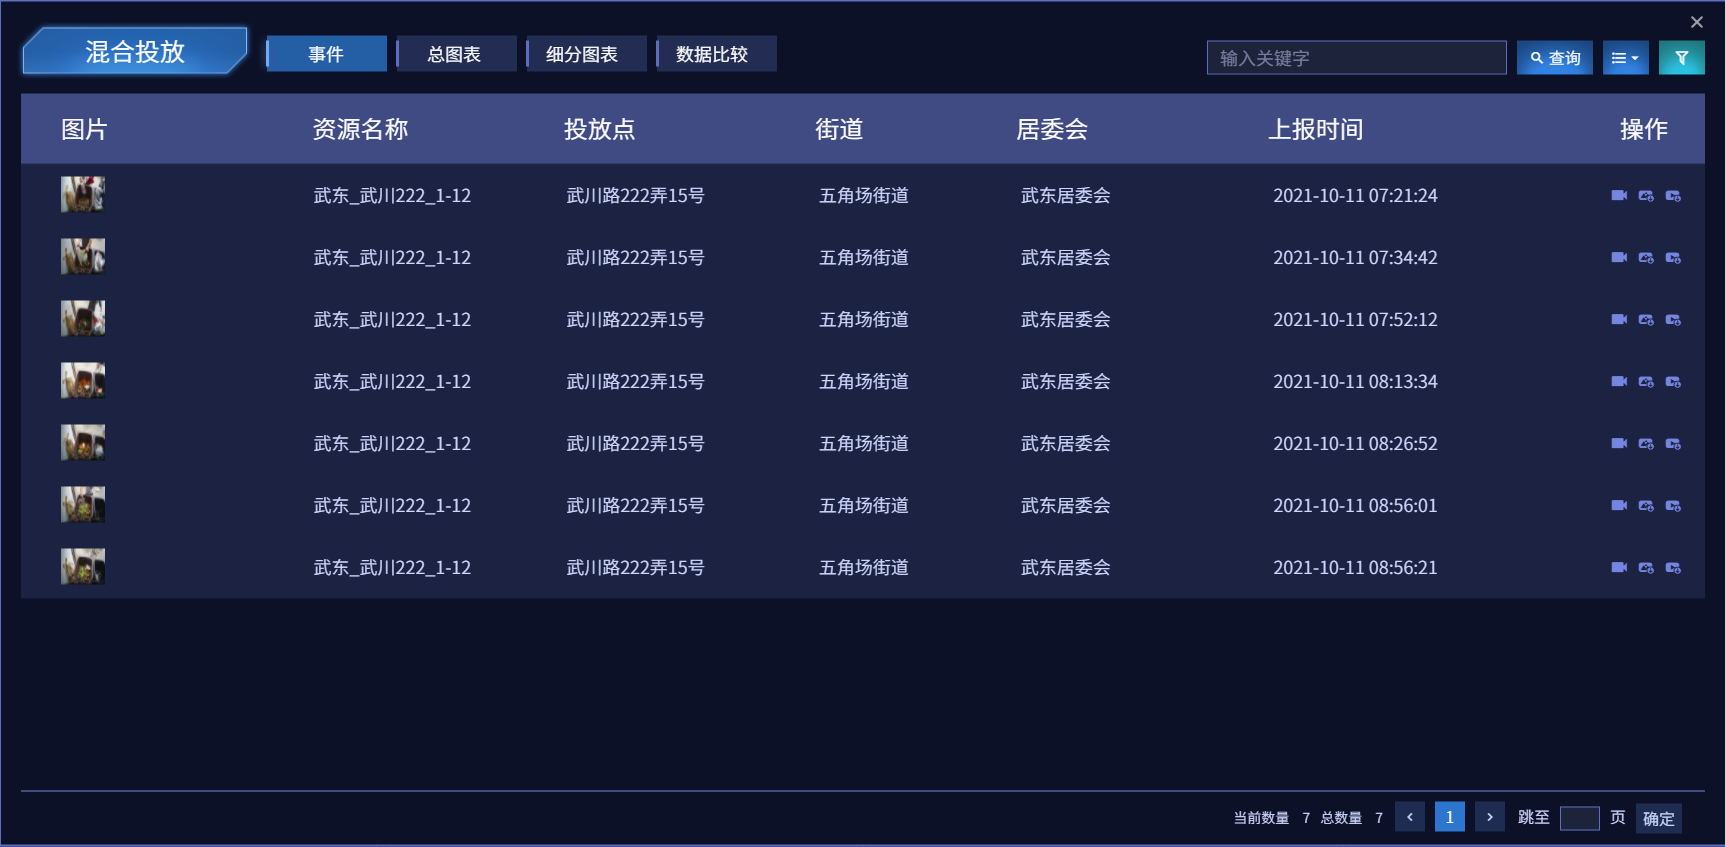 混合投放 事件 总图表 细分图表 数据比较 输入关键字 查询
图片 资源名称 投放点 街道 居委会 上报时间 操作
武东_武川222_1-12 武川路222弄15号 五角场街道 武东居委会 2021-10-11 07:21:24
武东_武川222_1-12 武川路222弄15号 五角场街道 武东居委会 2021-10-11 07:34:42
武东_武川222_1-12 武川路222弄15号 五角场街道 武东居委会 2021-10-11 07:52:12
武东_武川222_1-12 武川路222弄15号 五角场街道 武东居委会 2021-10-11 08:13:34
武东_武川222_1-12 武川路222弄15号 五角场街道 武东居委会 2021-10-11 08:26:52
武东_武川222_1-12 武川路222弄15号 五角场街道 武东居委会 2021-10-11 08:56:01
武东_武川222_1-12 武川路222弄15号 五角场街道 武东居委会 2021-10-11 08:56:21
当前数量 7 总数量 7 1 跳至 页 确定